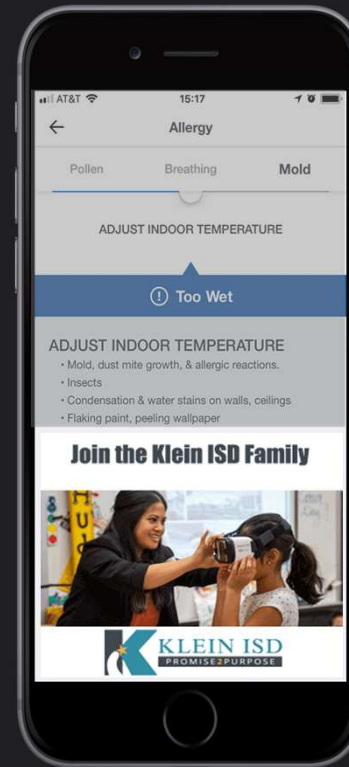 AT&T 15:17
Allergy
Pollen Breathing Mold
ADJUST INDOOR TEMPERATURE
Too Wet
ADJUST INDOOR TEMPERATURE
• Mold, dust mite growth, & allergic reactions.
• Insects
• Condensation & water stains on walls, ceilings
• Flaking paint, peeling wallpaper
Join the Klein ISD Family
KLEIN ISD
PROMISE2PURPOSE